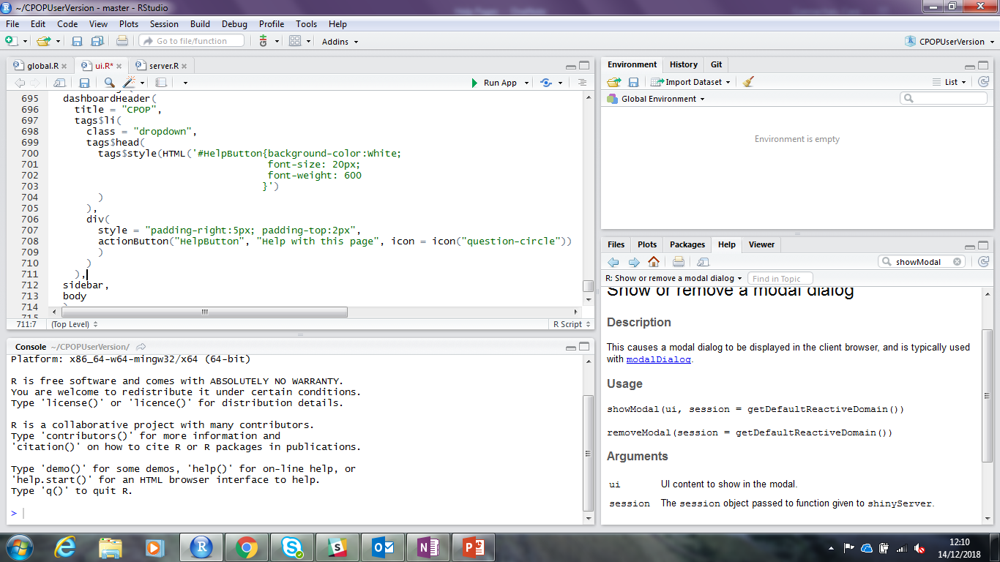 ~/CPOPUserVersion - master - RStudio
File Edit Code View Plots Session Build Debug Profile Tools Help
Go to file/function Addins CPOPUserVersion
global.R ui.R* server.R
Run App
695 dashboardHeader(
696 title = "CPOP",
697 tags$li(
698 class = "dropdown",
699 tags$head(
700 tags$style(HTML('#HelpButton{background-color:White;
701 font-size: 20px;
702 font-weight: 600
703 }')
704 )
705 ),
706 div(
707 style = "padding-right:5px; padding-top:2px",
708 actionButton("HelpButton", "Help with this page", icon = icon("question-circle"))
709 )
710 )
711 ),
712 sidebar,
713 body
714 )
715
711:7 (Top Level) R Script
Console ~/CPOPUserVersion/
Platform: x86_64-w64-mingw32/x64 (64-bit)
R is free software and comes with ABSOLUTELY NO WARRANTY.
You are welcome to redistribute it under certain conditions.
Type 'license()' or 'licence()' for distribution details.
R is a collaborative project with many contributors.
Type 'contributors()' for more information and
'citation()' on how to cite R or R packages in publications.
Type 'demo()' for some demos, 'help()' for on-line help, or
'help.start()' for an HTML browser interface to help.
Type 'q()' to quit R.
>
Environment History Git
Import Dataset List
Global Environment
Environment is empty
Files Plots Packages Help Viewer
showModal
R: Show or remove a modal dialog Find in Topic
Show or remove a modal dialog
Description
This causes a modal dialog to be displayed in the client browser, and is typically used
with modalDialog.
Usage
showModal(ui, session = getDefaultReactiveDomain())
removeModal(session = getDefaultReactiveDomain())
Arguments
ui UI content to show in the modal.
session The session object passed to function given to shinyServer.
12:10
14/12/2018